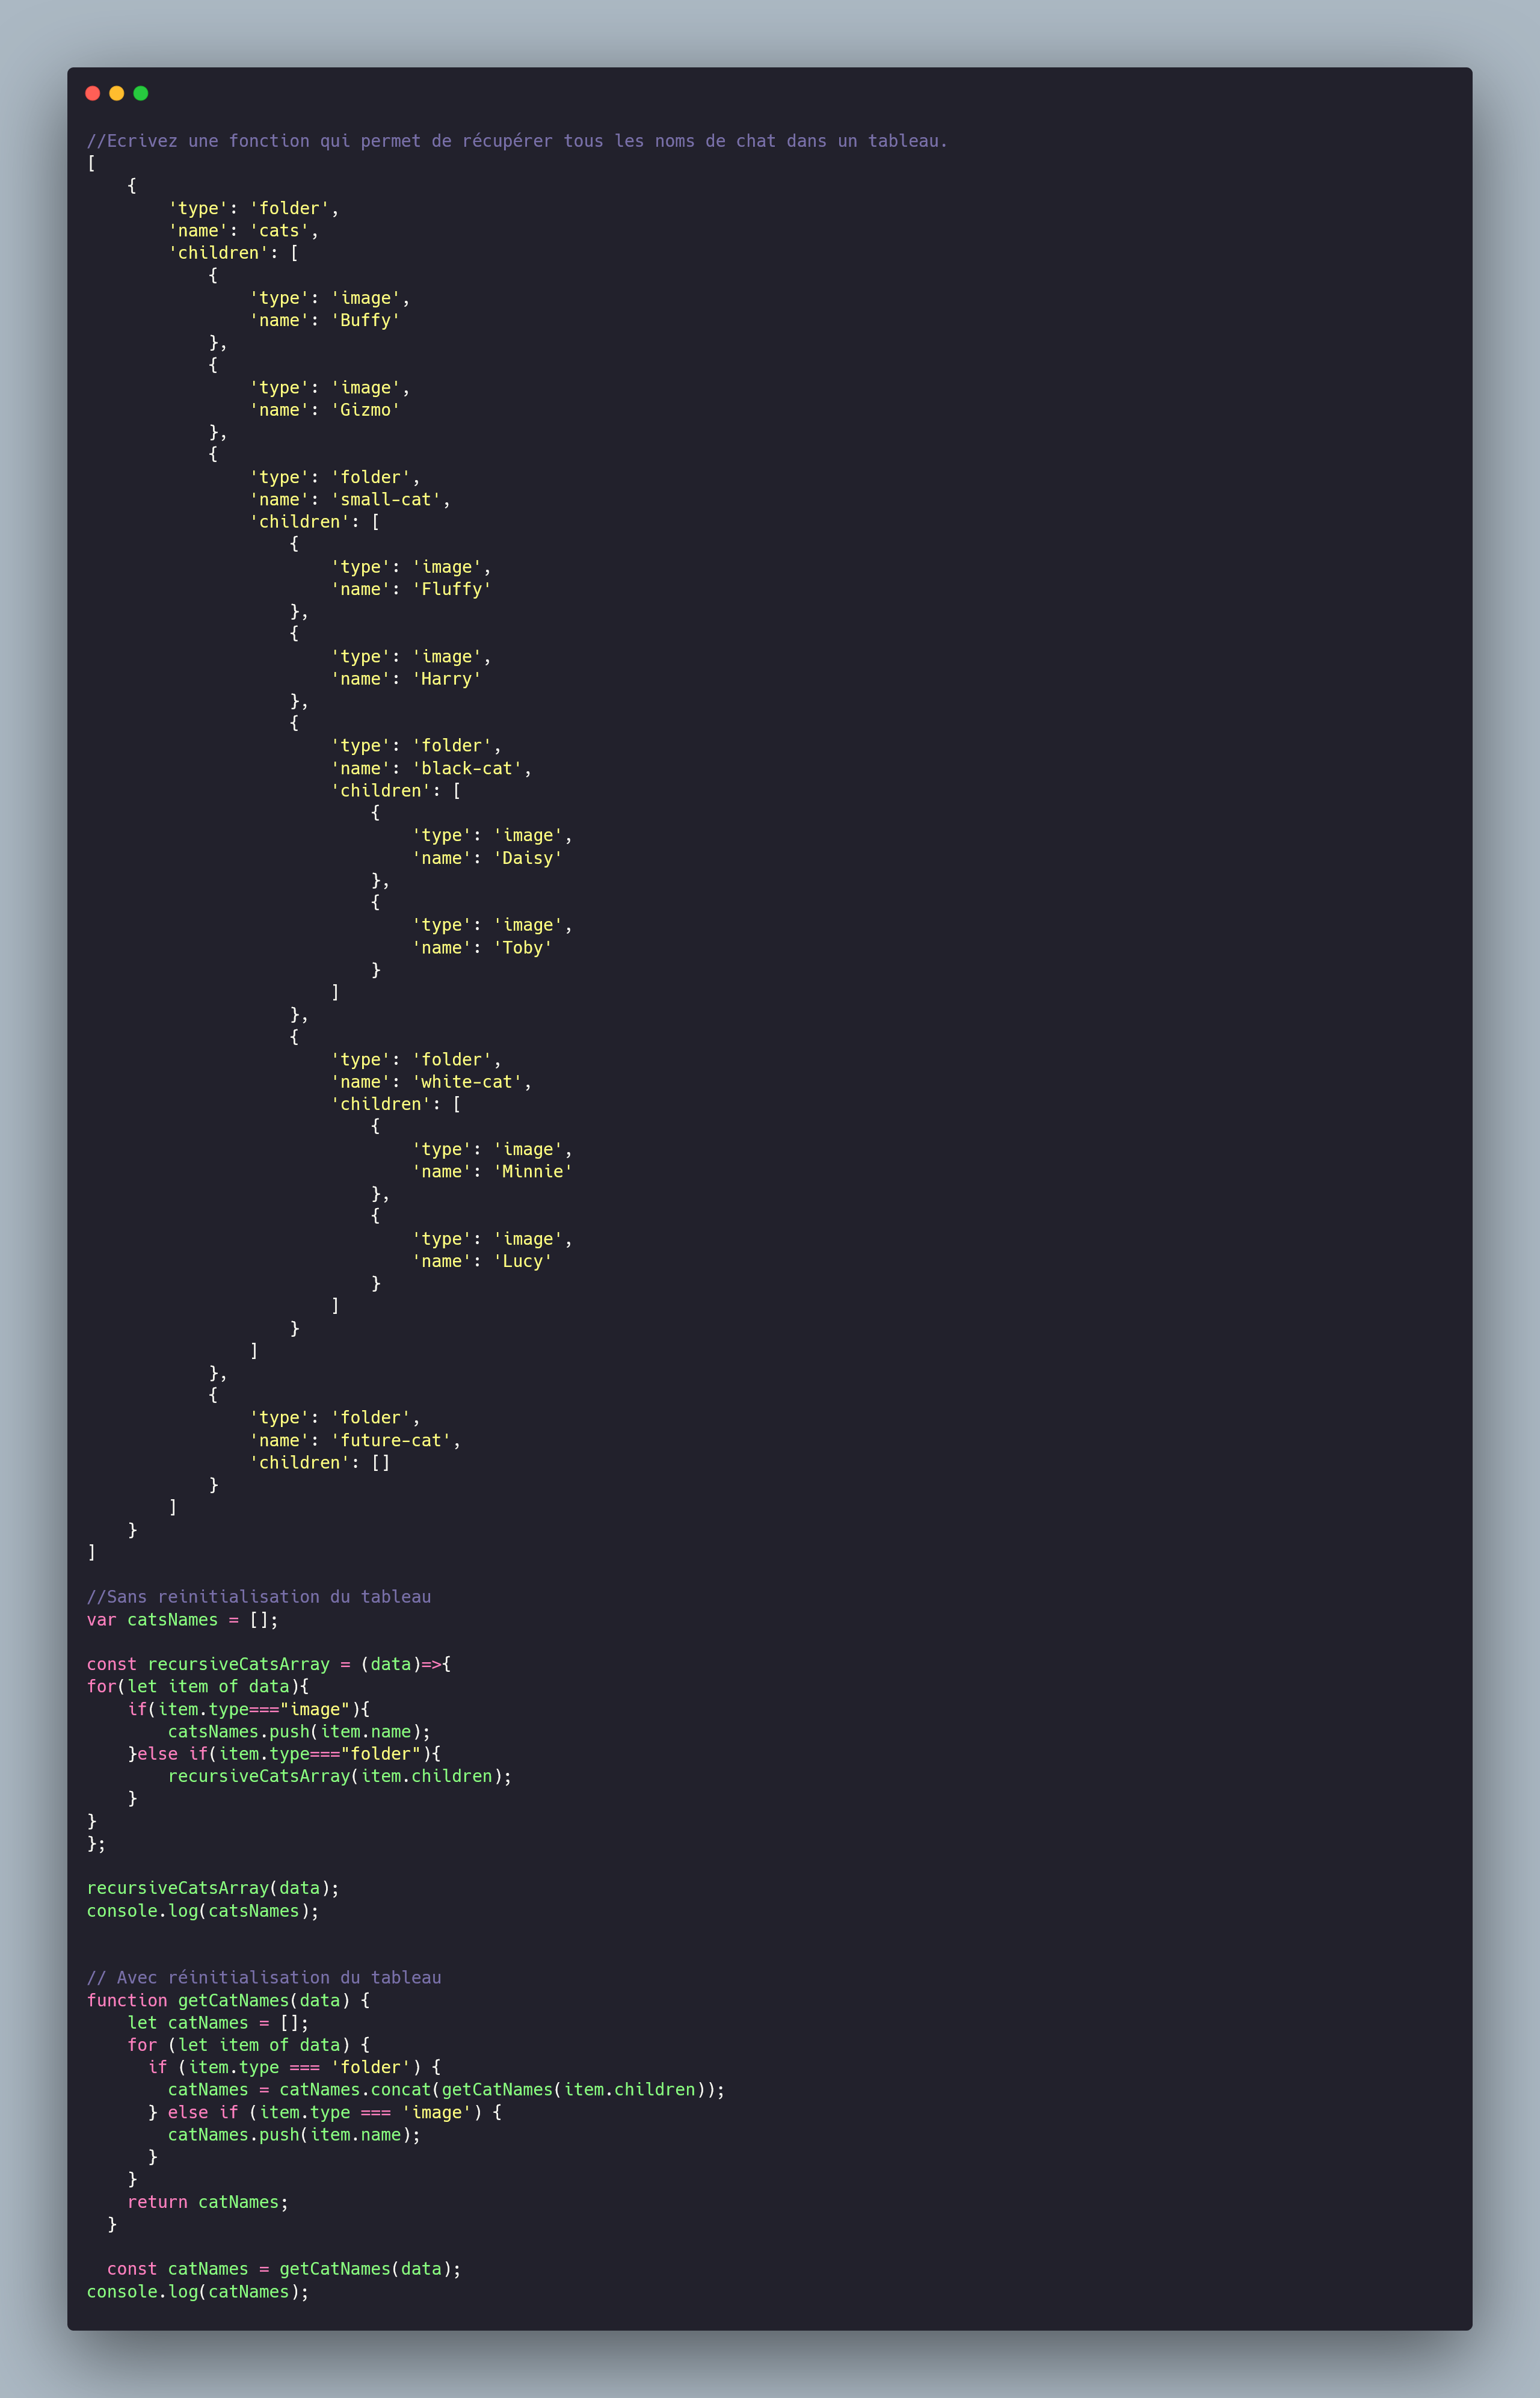 //Ecrivez une fonction qui permet de récupérer tous les noms de chat dans un tableau.
[
    {
        'type': 'folder',
        'name': 'cats',
        'children': [
            {
                'type': 'image',
                'name': 'Buffy'
            },
            {
                'type': 'image',
                'name': 'Gizmo'
            },
            {
                'type': 'folder',
                'name': 'small-cat',
                'children': [
                    {
                        'type': 'image',
                        'name': 'Fluffy'
                    },
                    {
                        'type': 'image',
                        'name': 'Harry'
                    },
                    {
                        'type': 'folder',
                        'name': 'black-cat',
                        'children': [
                            {
                                'type': 'image',
                                'name': 'Daisy'
                            },
                            {
                                'type': 'image',
                                'name': 'Toby'
                            }
                        ]
                    },
                    {
                        'type': 'folder',
                        'name': 'white-cat',
                        'children': [
                            {
                                'type': 'image',
                                'name': 'Minnie'
                            },
                            {
                                'type': 'image',
                                'name': 'Lucy'
                            }
                        ]
                    }
                ]
            },
            {
                'type': 'folder',
                'name': 'future-cat',
                'children': []
            }
        ]
    }
]

//Sans reinitialisation du tableau
var catsNames = [];

const recursiveCatsArray = (data)=>{
for(let item of data){
    if(item.type==="image"){
        catsNames.push(item.name);
    }else if(item.type==="folder"){
        recursiveCatsArray(item.children);
    }
}
};

recursiveCatsArray(data);
console.log(catsNames);


// Avec réinitialisation du tableau
function getCatNames(data) {
    let catNames = [];
    for (let item of data) {
      if (item.type === 'folder') {
        catNames = catNames.concat(getCatNames(item.children));
      } else if (item.type === 'image') {
        catNames.push(item.name);
      }
    }
    return catNames;
  }

  const catNames = getCatNames(data);
console.log(catNames);